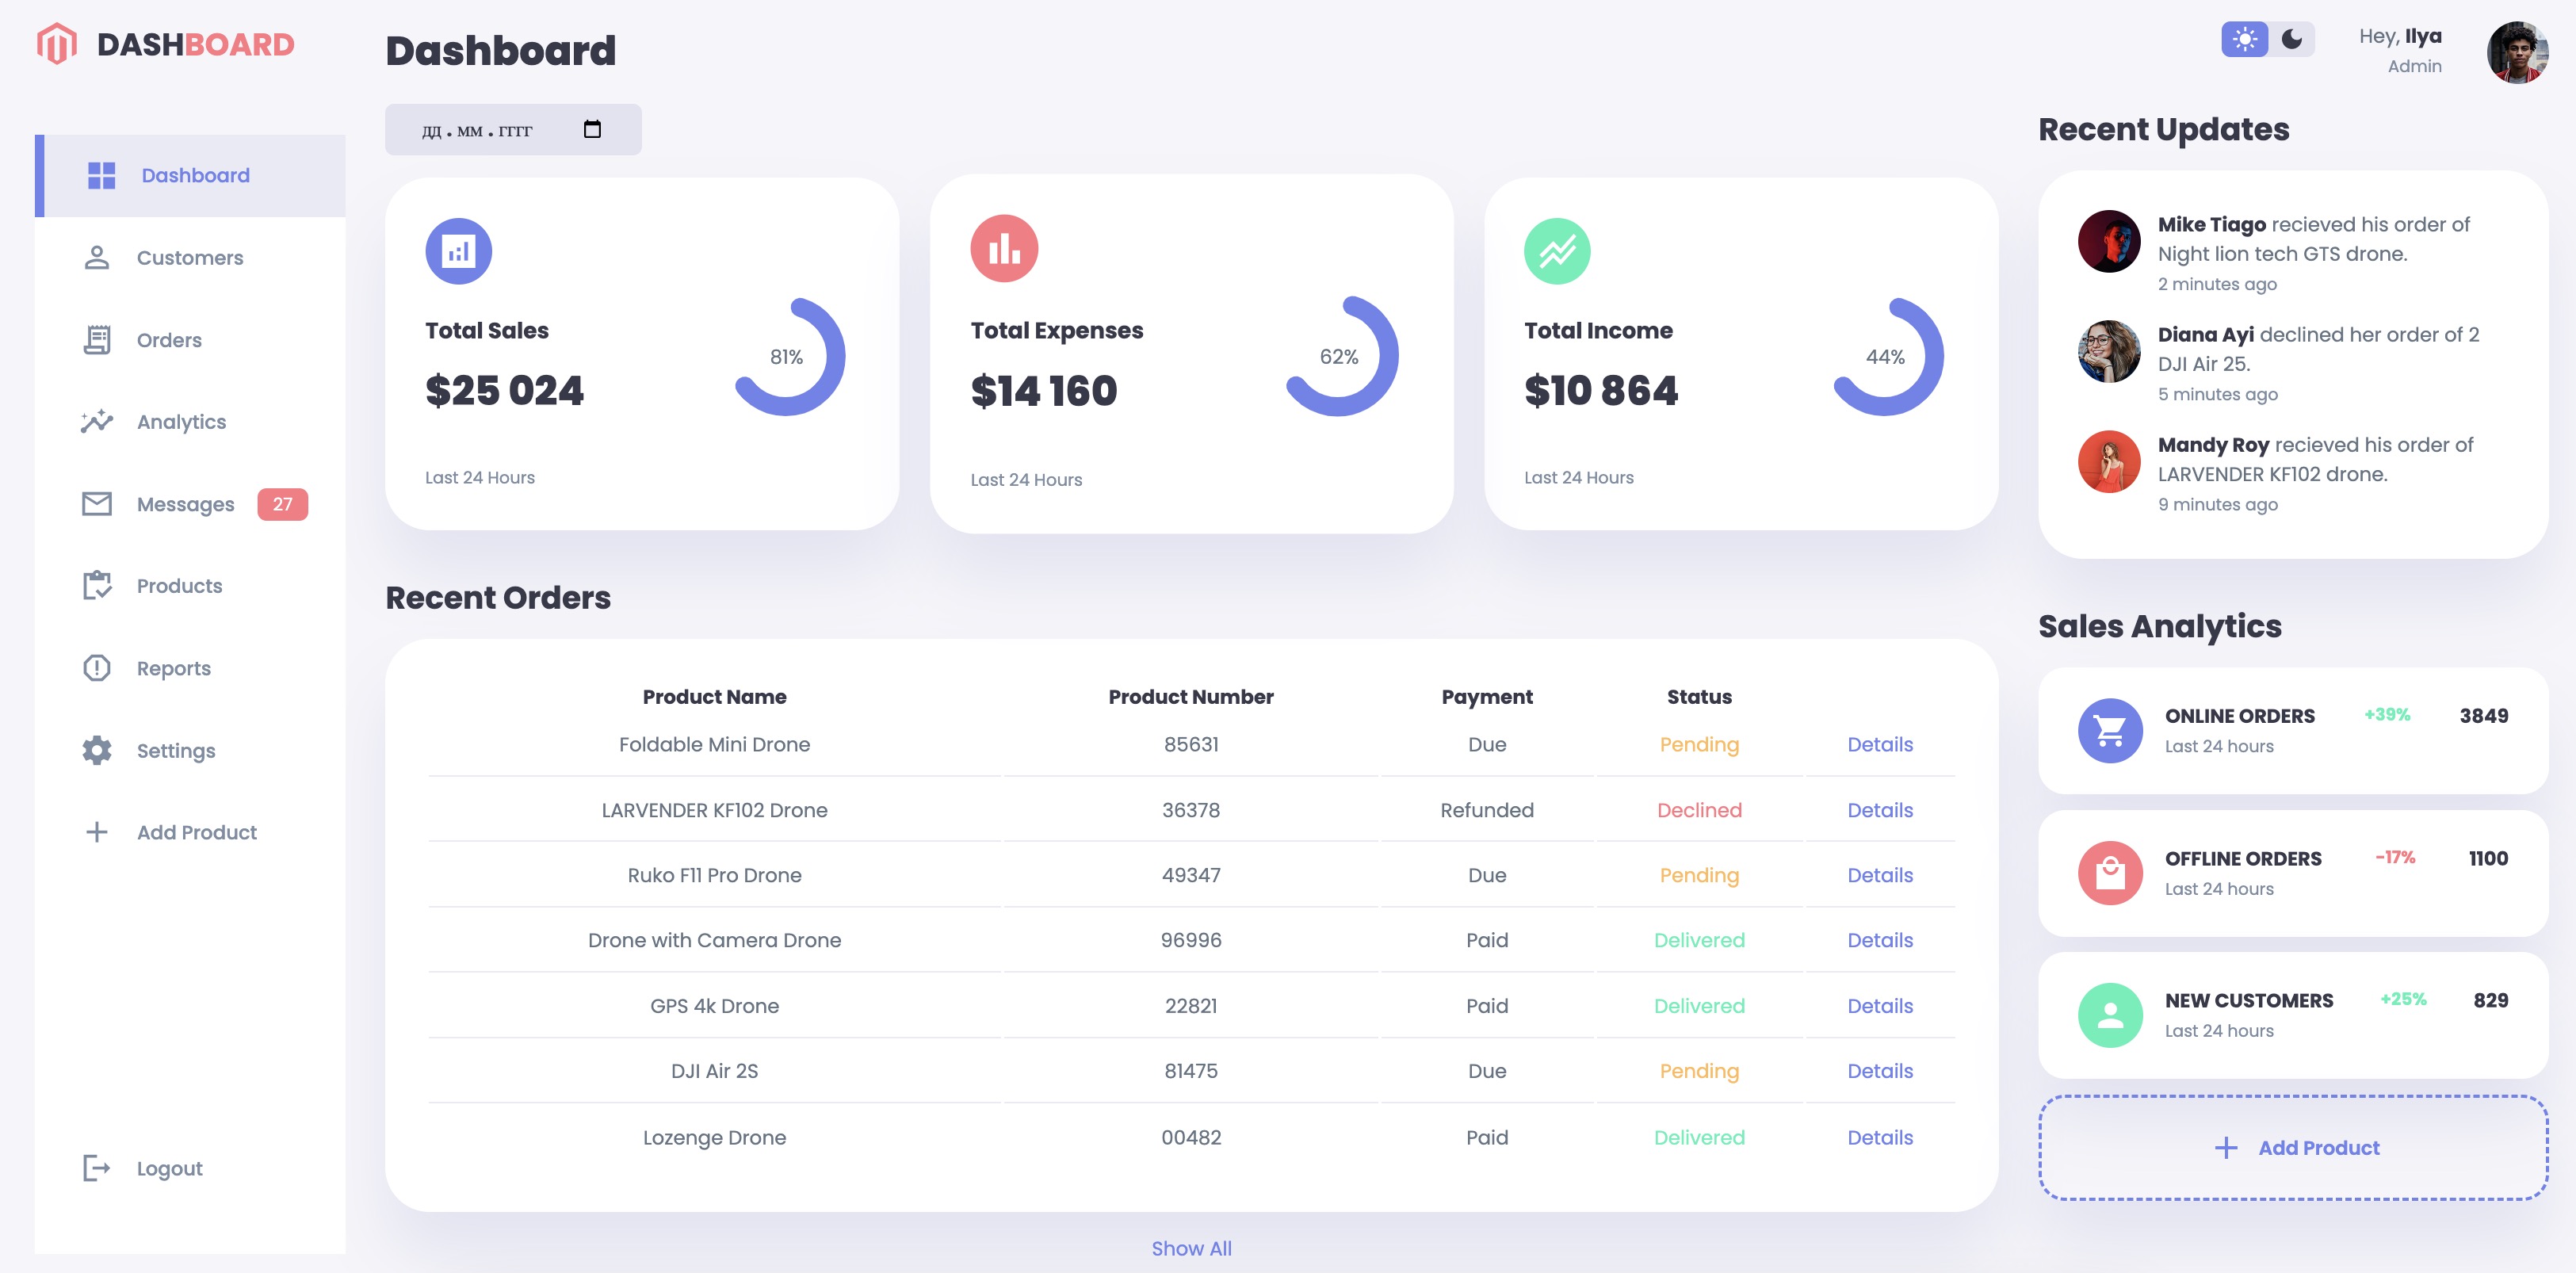 DASHBOARD
Dashboard
Customers
Orders
Analytics
Messages 27
Products
Reports
Settings
Add Product
Logout
Dashboard
дд . мм . гггг
Total Sales
$25 024
81%
Last 24 Hours
Total Expenses
$14 160
62%
Last 24 Hours
Total Income
$10 864
44%
Last 24 Hours
Recent Orders
Product Name Product Number Payment Status
Foldable Mini Drone 85631 Due Pending Details
LARVENDER KF102 Drone 36378 Refunded Declined Details
Ruko F11 Pro Drone 49347 Due Pending Details
Drone with Camera Drone 96996 Paid Delivered Details
GPS 4k Drone 22821 Paid Delivered Details
DJI Air 2S 81475 Due Pending Details
Lozenge Drone 00482 Paid Delivered Details
Show All
Hey, Ilya
Admin
Recent Updates
Mike Tiago recieved his order of
Night lion tech GTS drone.
2 minutes ago
Diana Ayi declined her order of 2
DJI Air 25.
5 minutes ago
Mandy Roy recieved his order of
LARVENDER KF102 drone.
9 minutes ago
Sales Analytics
ONLINE ORDERS +39% 3849
Last 24 hours
OFFLINE ORDERS -17% 1100
Last 24 hours
NEW CUSTOMERS +25% 829
Last 24 hours
Add Product